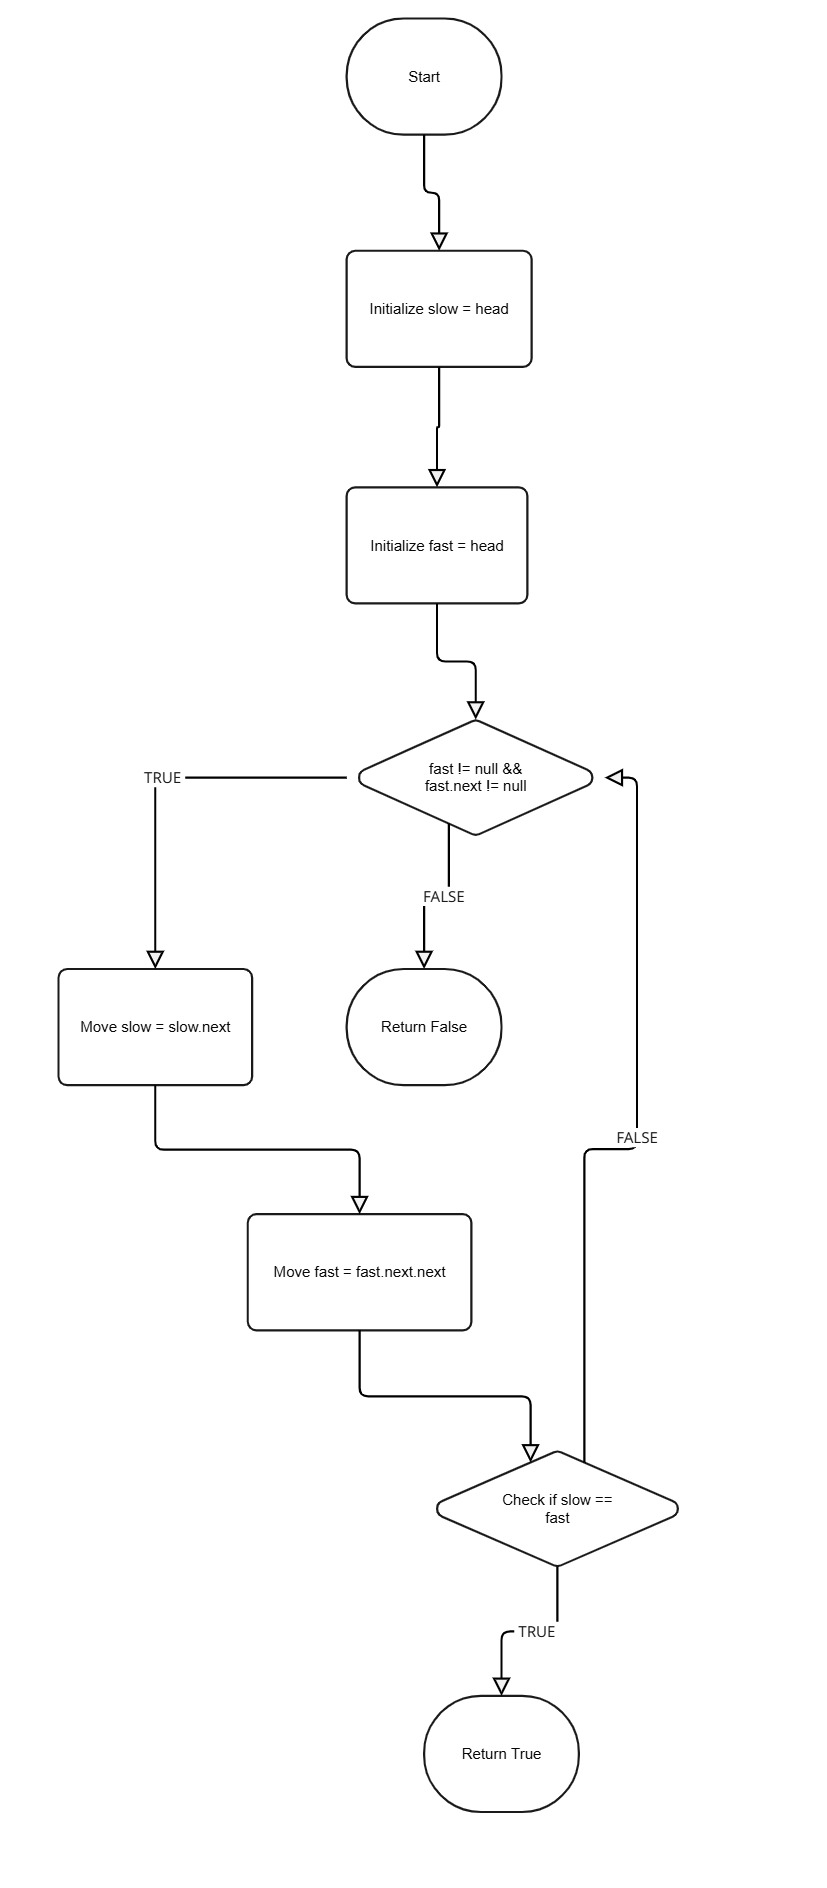 Start
Initialize slow = head
Initialize fast = head
fast != null &&
fast.next != null
TRUE
FALSE
Move slow = slow.next
Return False
FALSE
Move fast = fast.next.next
Check if slow ==
fast
TRUE
Return True